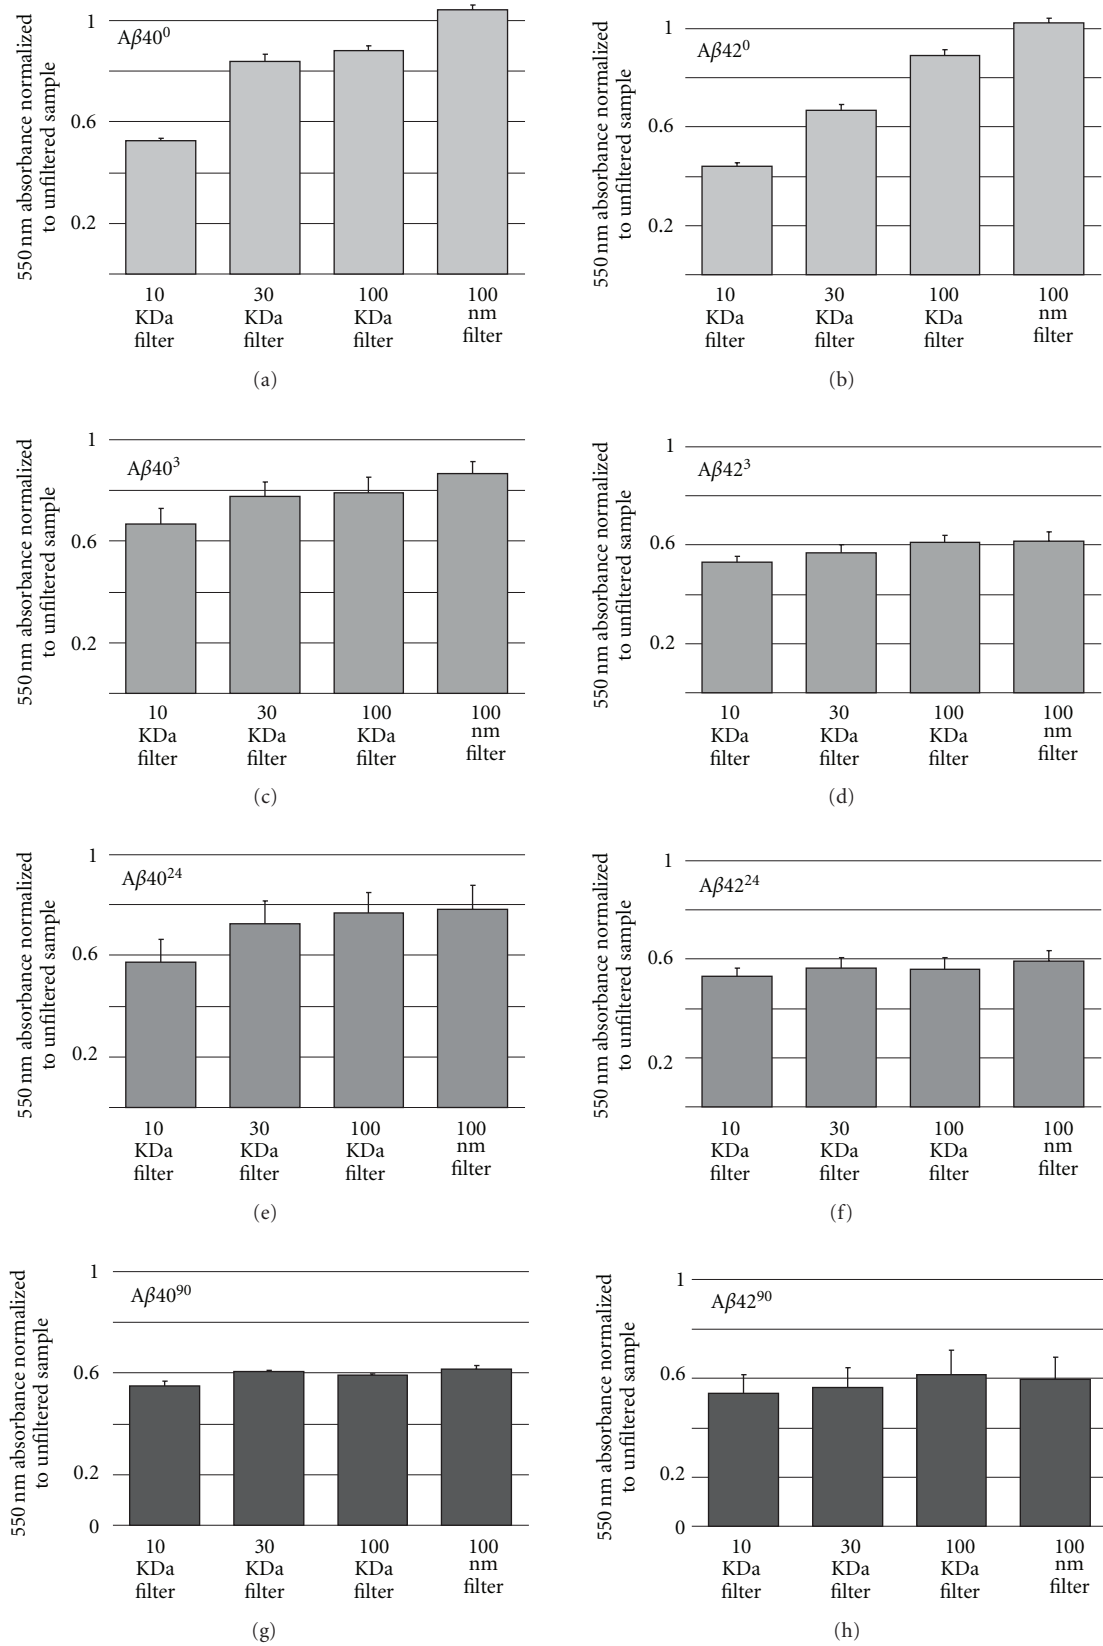 550 nm absorbance normalized
to unfiltered sample
1
0.6
0.2
Aβ40⁰
10 30 100 100
KDa KDa KDa nm
filter filter filter filter
(a)
550 nm absorbance normalized
to unfiltered sample
1
0.6
0.2
Aβ42⁰
10 30 100 100
KDa KDa KDa nm
filter filter filter filter
(b)
550 nm absorbance normalized
to unfiltered sample
1
0.6
0.2
Aβ40³
10 30 100 100
KDa KDa KDa nm
filter filter filter filter
(c)
550 nm absorbance normalized
to unfiltered sample
1
0.6
0.2
Aβ42³
10 30 100 100
KDa KDa KDa nm
filter filter filter filter
(d)
550 nm absorbance normalized
to unfiltered sample
1
0.6
0.2
Aβ40²⁴
10 30 100 100
KDa KDa KDa nm
filter filter filter filter
(e)
550 nm absorbance normalized
to unfiltered sample
1
0.6
0.2
Aβ42²⁴
10 30 100 100
KDa KDa KDa nm
filter filter filter filter
(f)
550 nm absorbance normalized
to unfiltered sample
1
0.6
0.2
0
Aβ40⁹⁰
10 30 100 100
KDa KDa KDa nm
filter filter filter filter
(g)
550 nm absorbance normalized
to unfiltered sample
1
0.6
0.2
0
Aβ42⁹⁰
10 30 100 100
KDa KDa KDa nm
filter filter filter filter
(h)